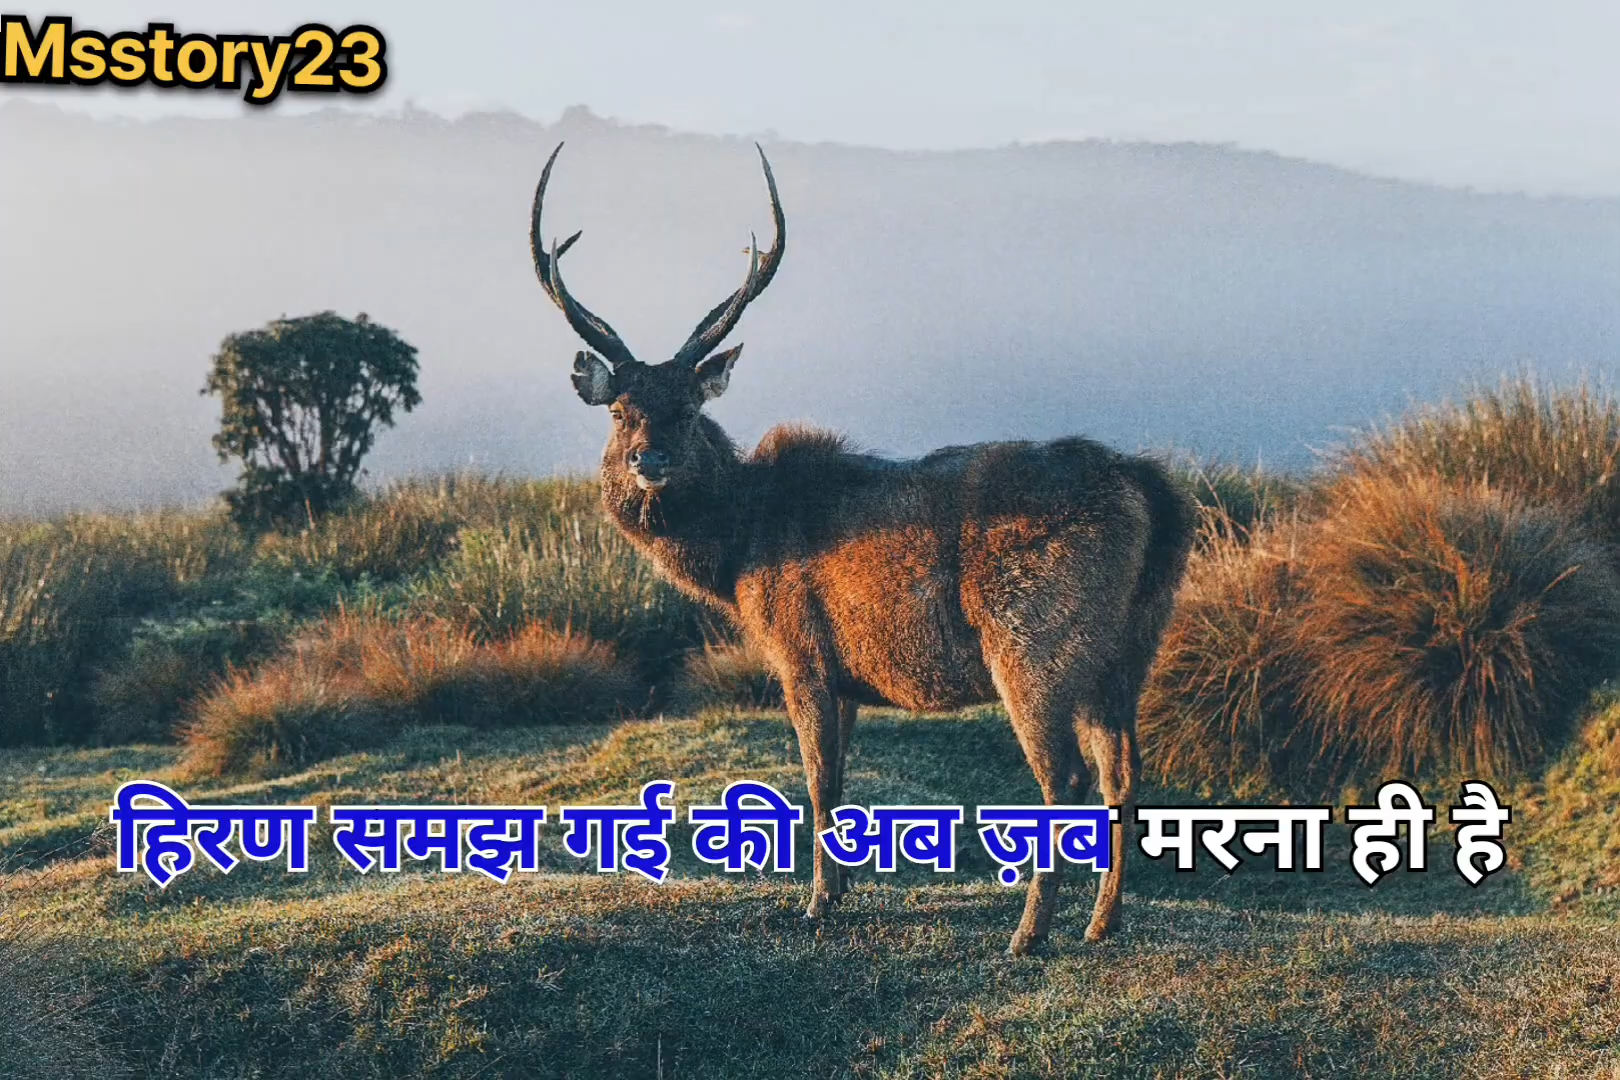 Msstory23
हिरण समझ गई की अब ज़ब मरना ही है